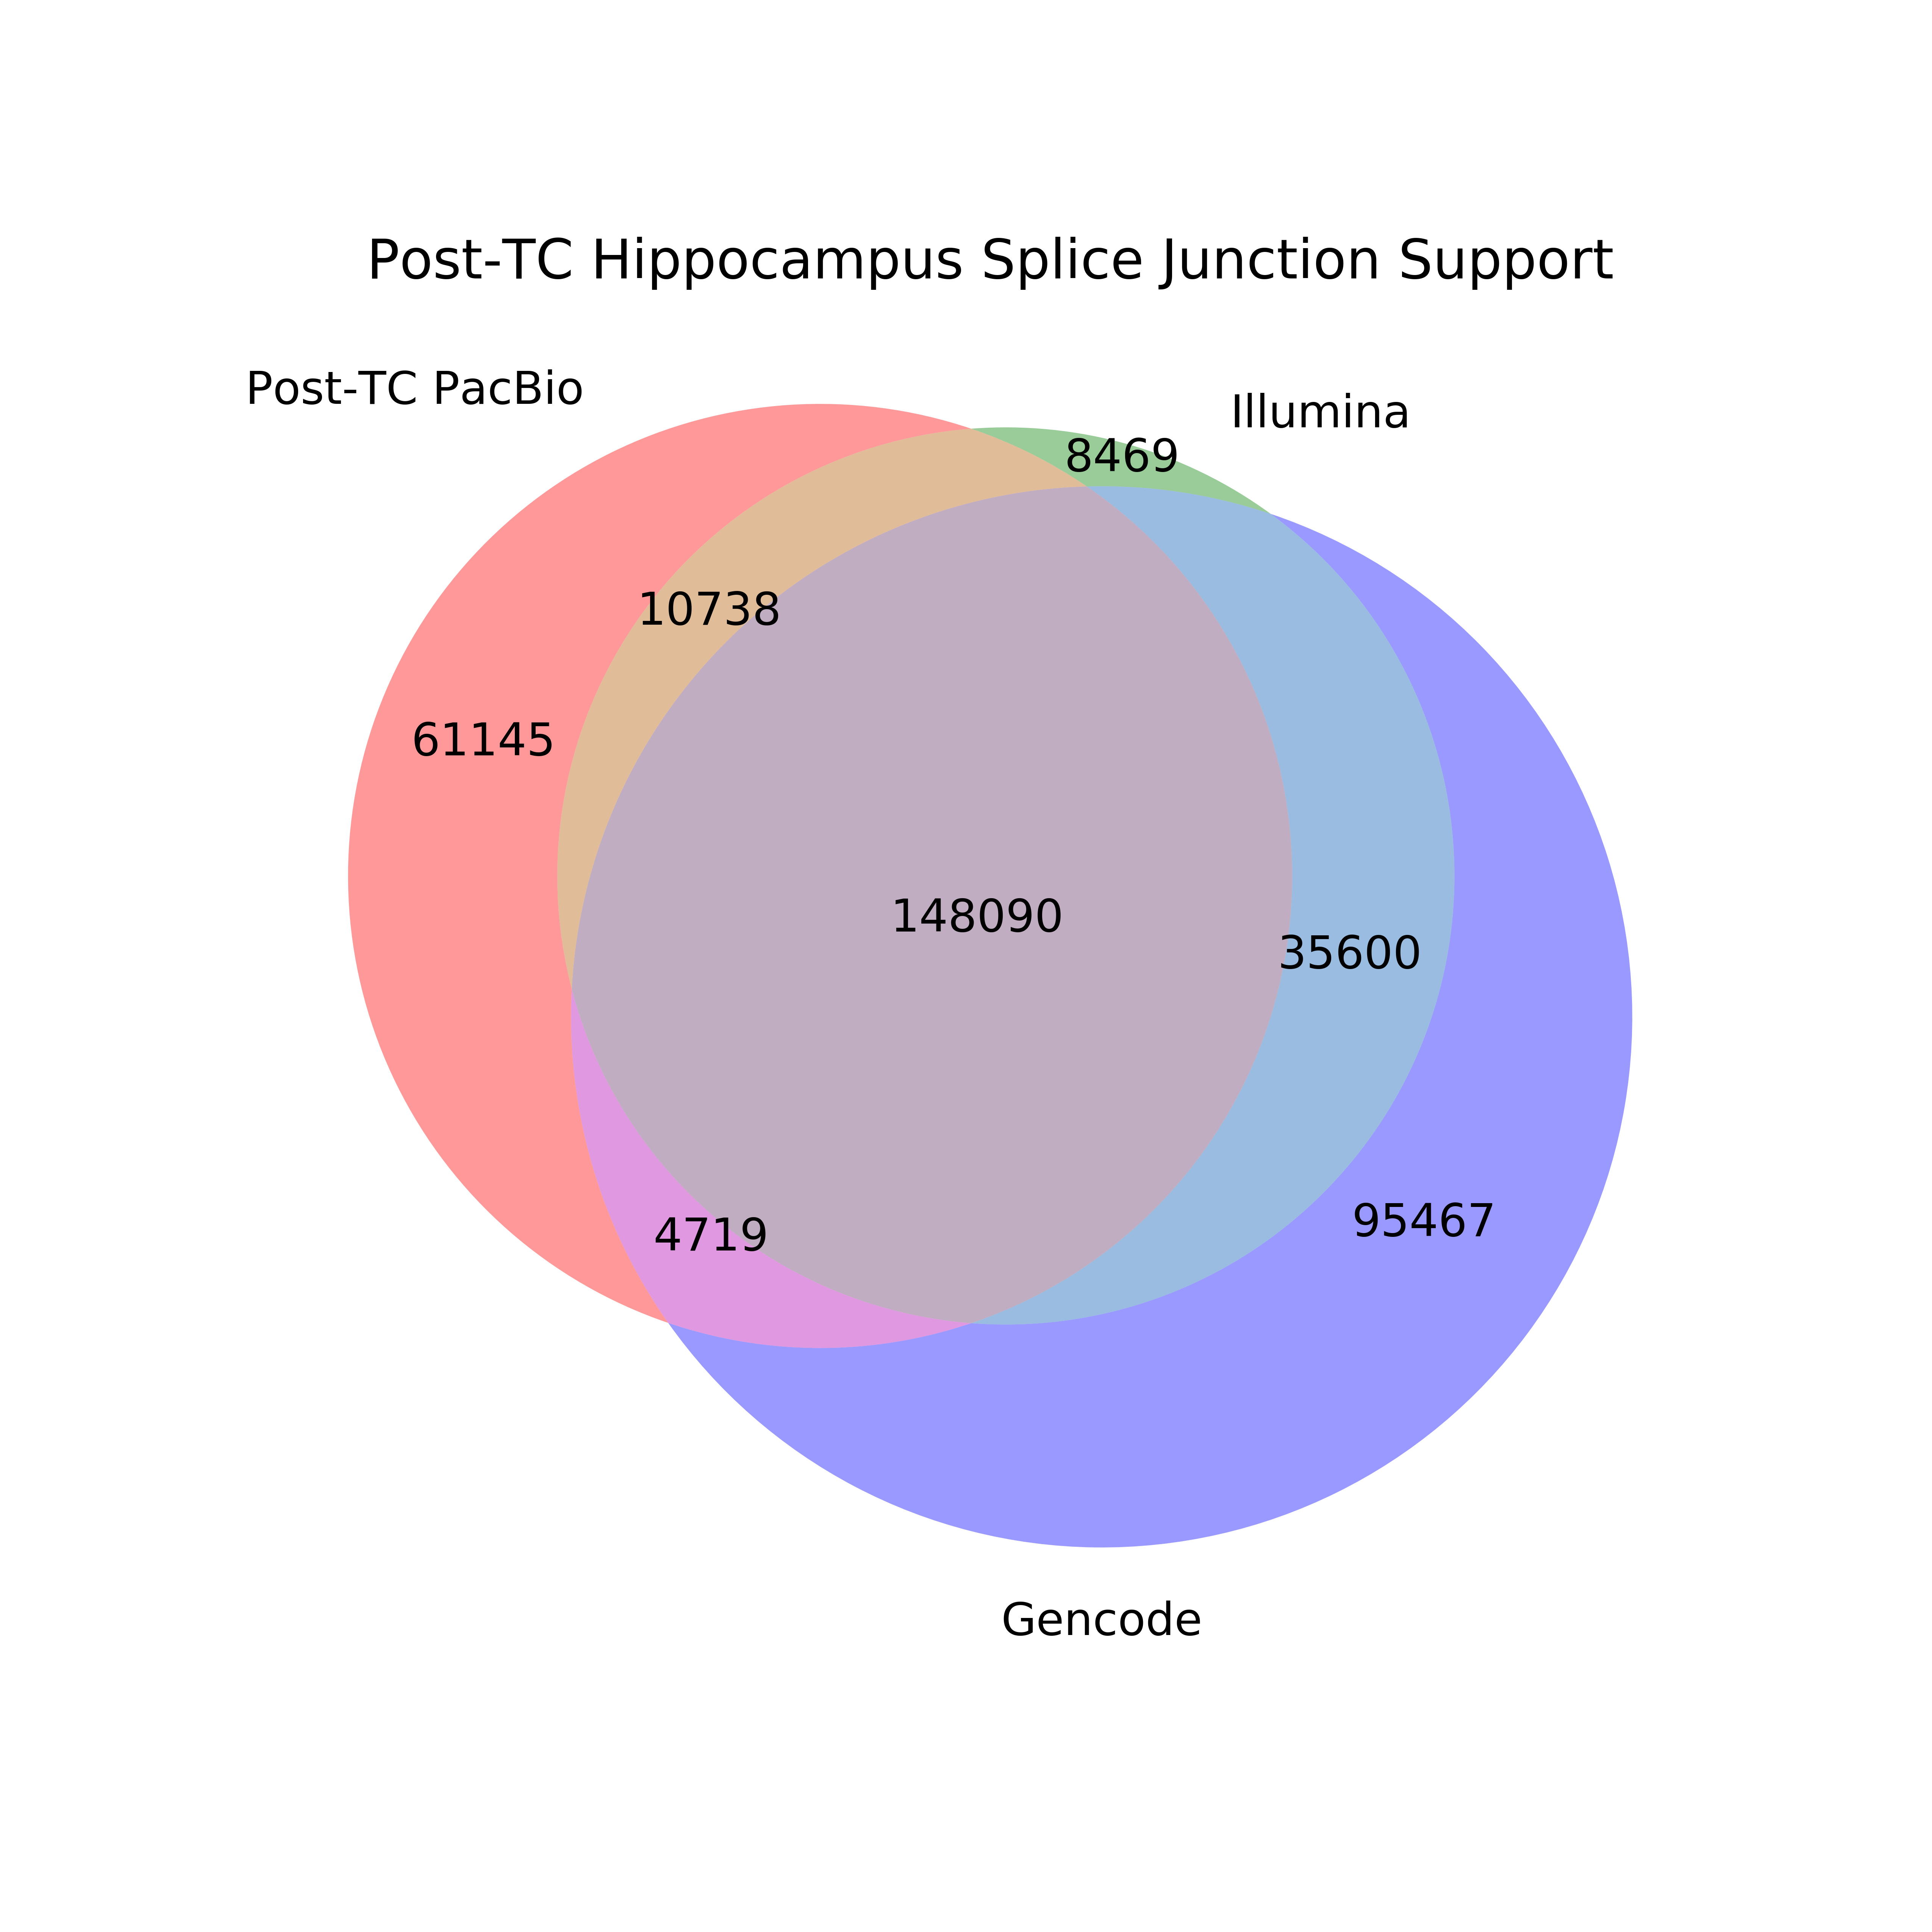 Post-TC Hippocampus Splice Junction Support
Post-TC PacBio
Illumina
8469
10738
61145
148090
35600
95467
4719
Gencode